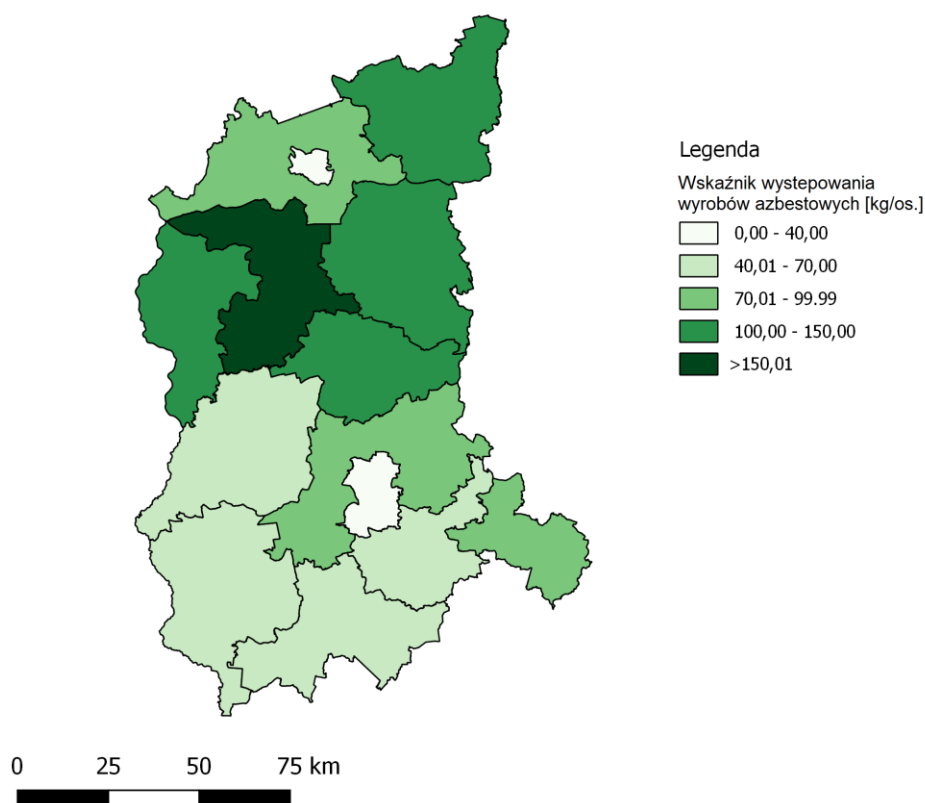 Legenda
Wskaźnik wystepowania
wyrobów azbestowych [kg/os.]
0,00 - 40,00
40,01 - 70,00
70,01 - 99.99
100,00 - 150,00
>150,01
0 25 50 75 km